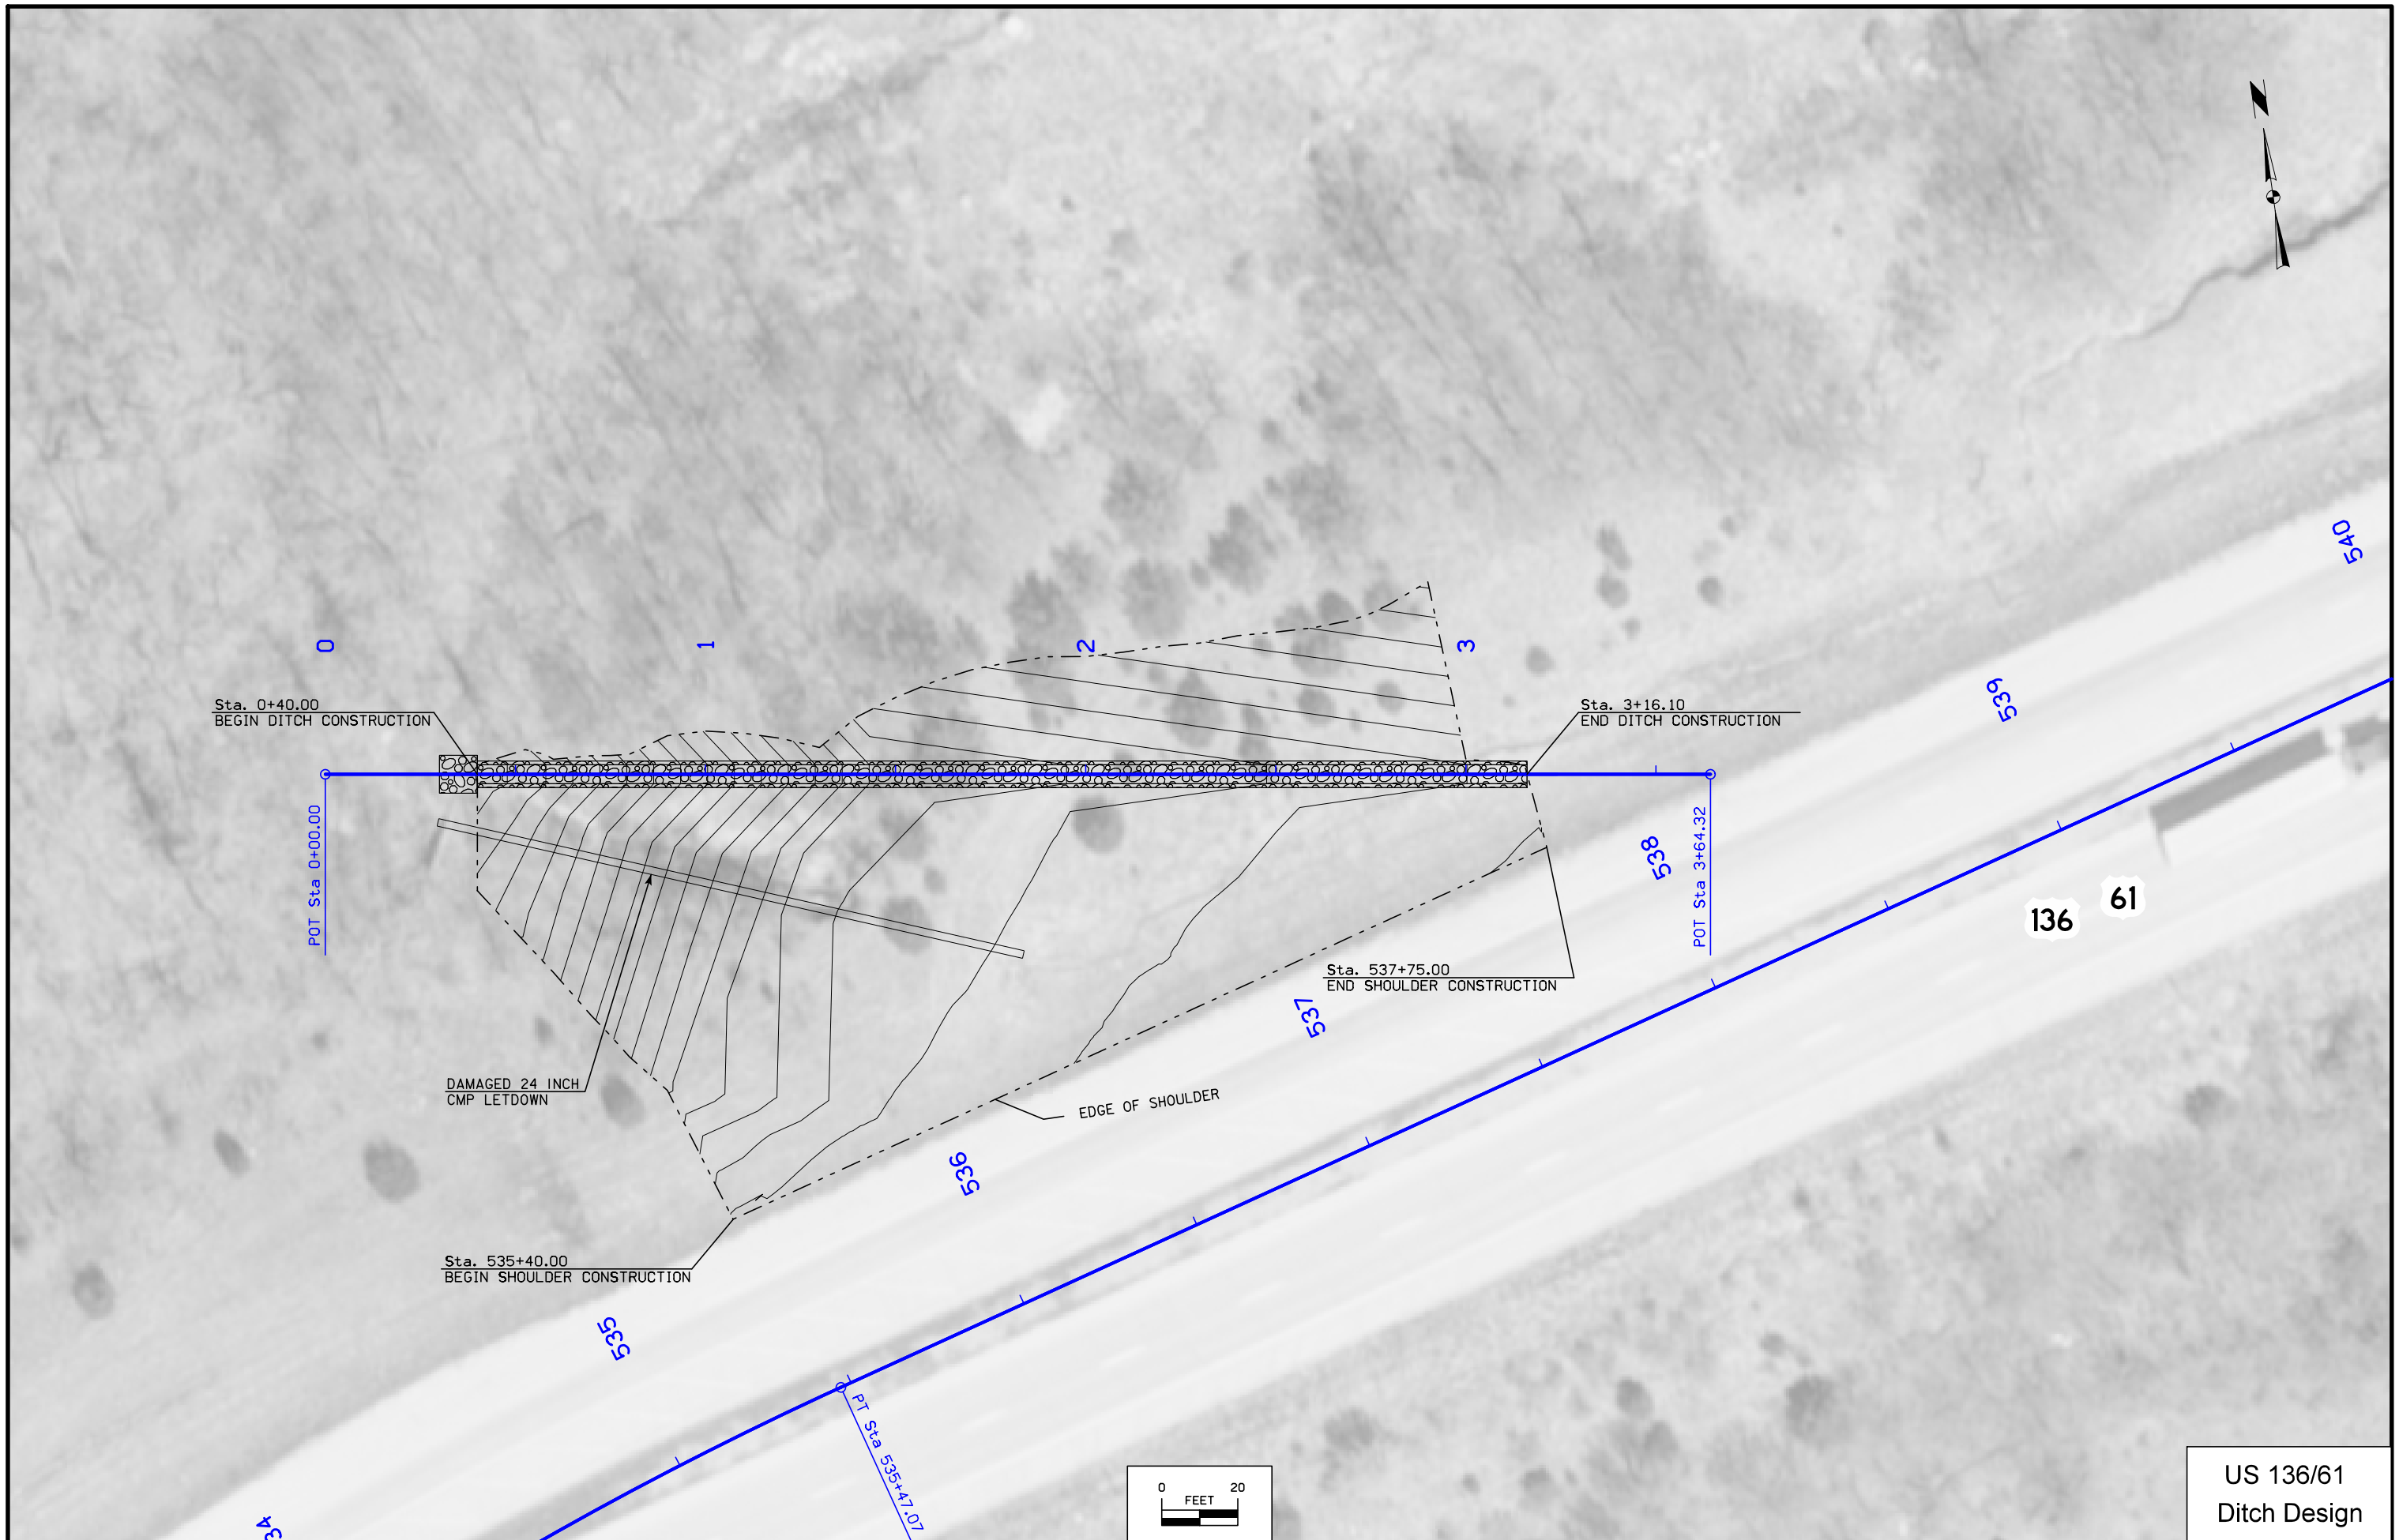 N
540
539
0
1
2
3
Sta. 0+40.00
BEGIN DITCH CONSTRUCTION
Sta. 3+16.10
END DITCH CONSTRUCTION
POT Sta 0+00.00
POT Sta 3+64.32
538
61
136
Sta. 537+75.00
END SHOULDER CONSTRUCTION
537
DAMAGED 24 INCH
CMP LETDOWN
EDGE OF SHOULDER
536
Sta. 535+40.00
BEGIN SHOULDER CONSTRUCTION
535
PT Sta 535+47.07
34
0 20
FEET
US 136/61
Ditch Design